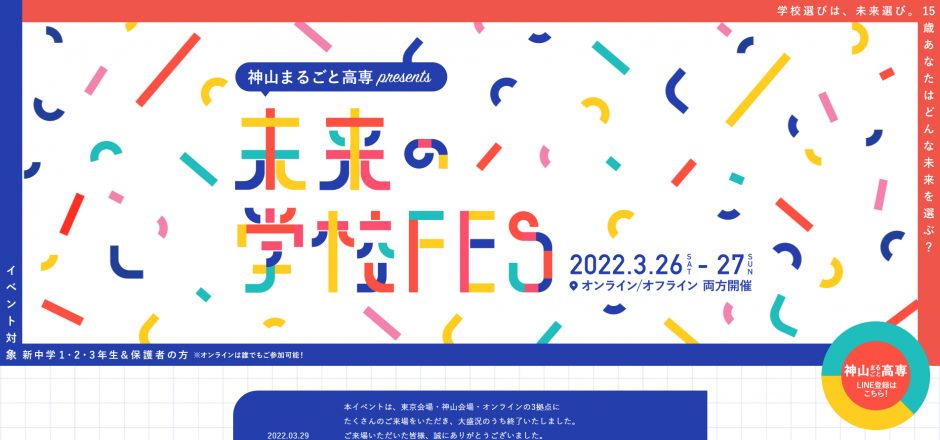 学校選びは、未来選び。15
歳あなたはどんな未来を選ぶ?
神山まるごと高専 presents
未来の
学校FES
2022.3.26 SAT - 27 SUN
オンライン/オフライン 両方開催
イベント対象
新中学1・2・3年生&保護者の方 ※オンラインは誰でもご参加可能!
神山まるごと高専
LINE登録は
こちら!
本イベントは、東京会場・神山会場・オンラインの3拠点に
たくさんのご来場をいただき、大盛況のうち終了いたしました。
2022.03.29
ご来場いただいた皆様、誠にありがとうございました。